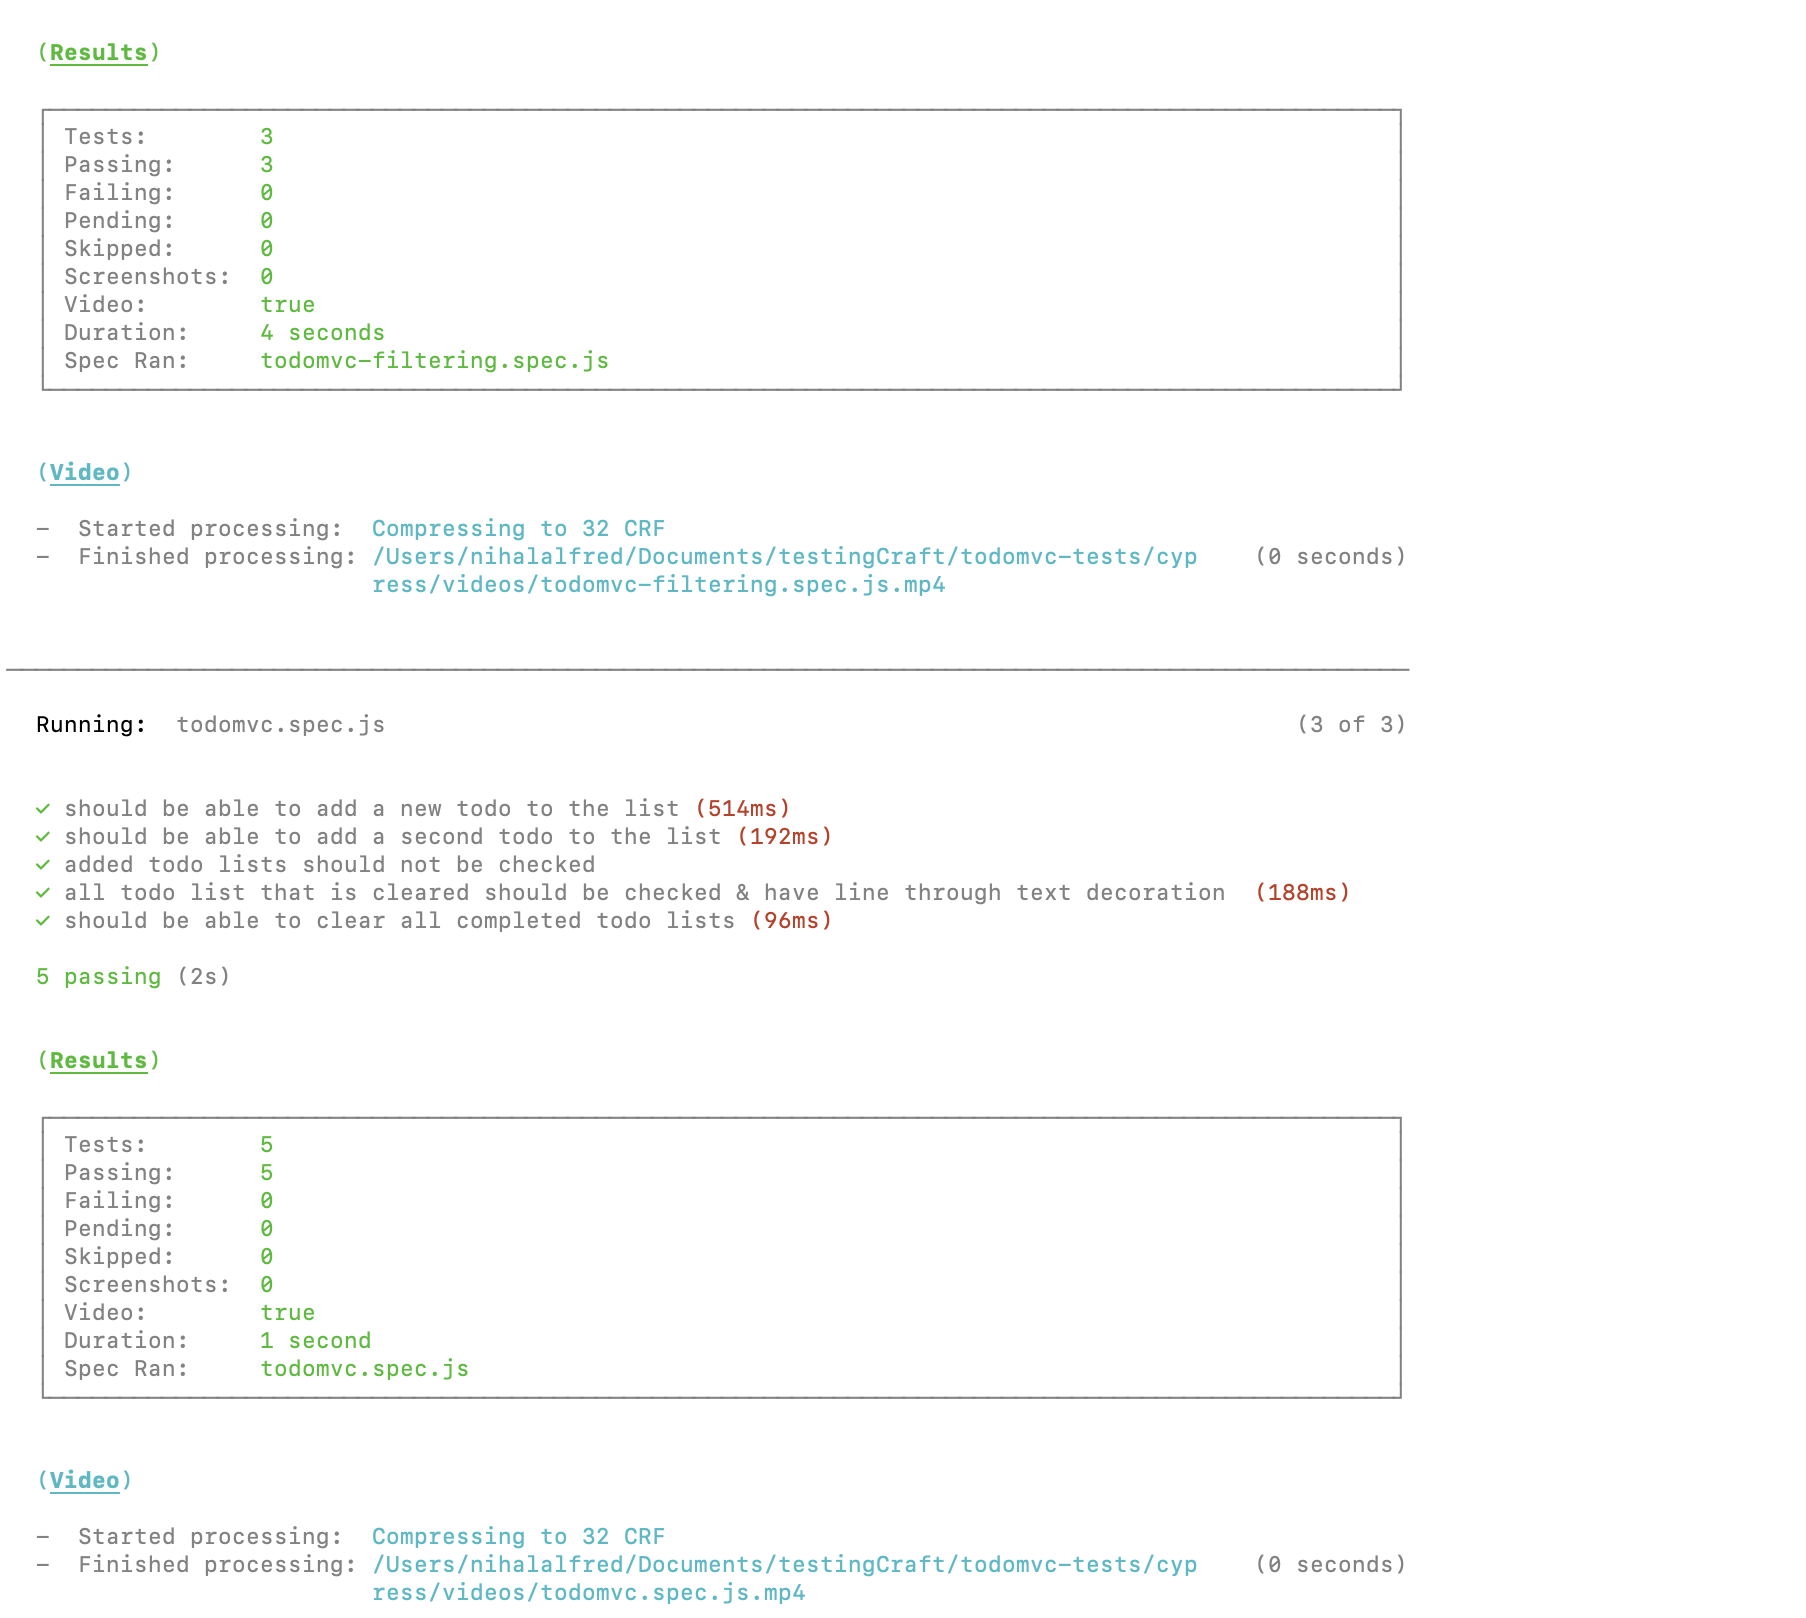 (Results)
Tests: 3
Passing: 3
Failing: 0
Pending: 0
Skipped: 0
Screenshots: 0
Video: true
Duration: 4 seconds
Spec Ran: todomvc-filtering.spec.js
(Video)
– Started processing: Compressing to 32 CRF
– Finished processing: /Users/nihalalfred/Documents/testingCraft/todomvc-tests/cyp (0 seconds)
ress/videos/todomvc-filtering.spec.js.mp4
Running: todomvc.spec.js (3 of 3)
✓ should be able to add a new todo to the list (514ms)
✓ should be able to add a second todo to the list (192ms)
✓ added todo lists should not be checked
✓ all todo list that is cleared should be checked & have line through text decoration (188ms)
✓ should be able to clear all completed todo lists (96ms)
5 passing (2s)
(Results)
Tests: 5
Passing: 5
Failing: 0
Pending: 0
Skipped: 0
Screenshots: 0
Video: true
Duration: 1 second
Spec Ran: todomvc.spec.js
(Video)
– Started processing: Compressing to 32 CRF
– Finished processing: /Users/nihalalfred/Documents/testingCraft/todomvc-tests/cyp (0 seconds)
ress/videos/todomvc.spec.js.mp4